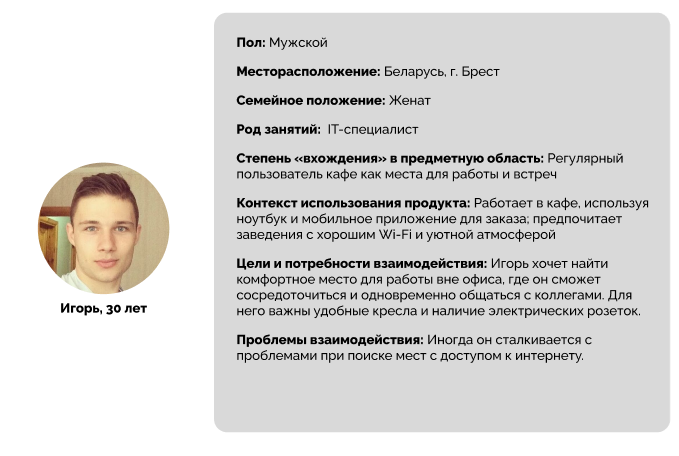 Пол: Мужской
Месторасположение: Беларусь, г. Брест
Семейное положение: Женат
Род занятий:  IT-специалист
Степень «вхождения» в предметную область: Регулярный
пользователь кафе как места для работы и встреч
Контекст использования продукта: Работает в кафе, используя
ноутбук и мобильное приложение для заказа; предпочитает
заведения с хорошим Wi-Fi и уютной атмосферой
Цели и потребности взаимодействия: Игорь хочет найти
комфортное место для работы вне офиса, где он сможет
сосредоточиться и одновременно общаться с коллегами. Для
него важны удобные кресла и наличие электрических розеток.
Проблемы взаимодействия: Иногда он сталкивается с
проблемами при поиске мест с доступом к интернету.
Игорь, 30 лет